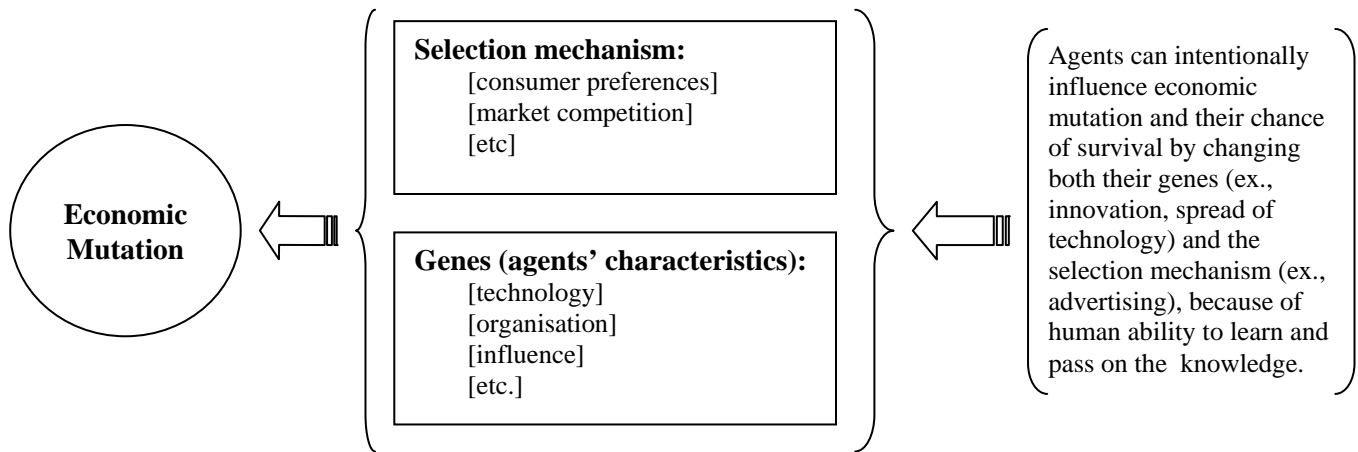 Economic
Mutation
Selection mechanism:
[consumer preferences]
[market competition]
[etc]
Genes (agents’ characteristics):
[technology]
[organisation]
[influence]
[etc.]
Agents can intentionally
influence economic
mutation and their chance
of survival by changing
both their genes (ex.,
innovation, spread of
technology) and the
selection mechanism (ex.,
advertising), because of
human ability to learn and
pass on the knowledge.